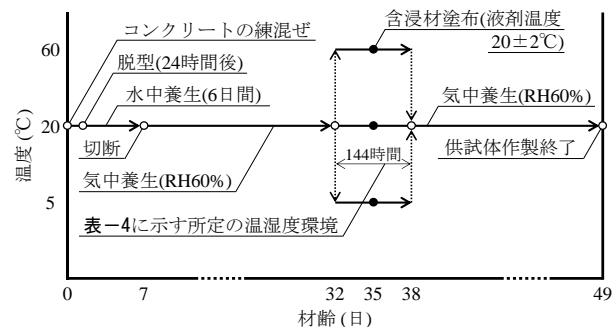 コンクリートの練混ぜ
含浸材塗布(液剤温度
20±2℃)
60
脱型(24時間後)
水中養生(6日間)
気中養生(RH60%)
温度(℃)
20
切断
144時間
供試体作製終了
気中養生(RH60%)
5
表－4に示す所定の温湿度環境
0
7
32
35
38
49
材齢(日)